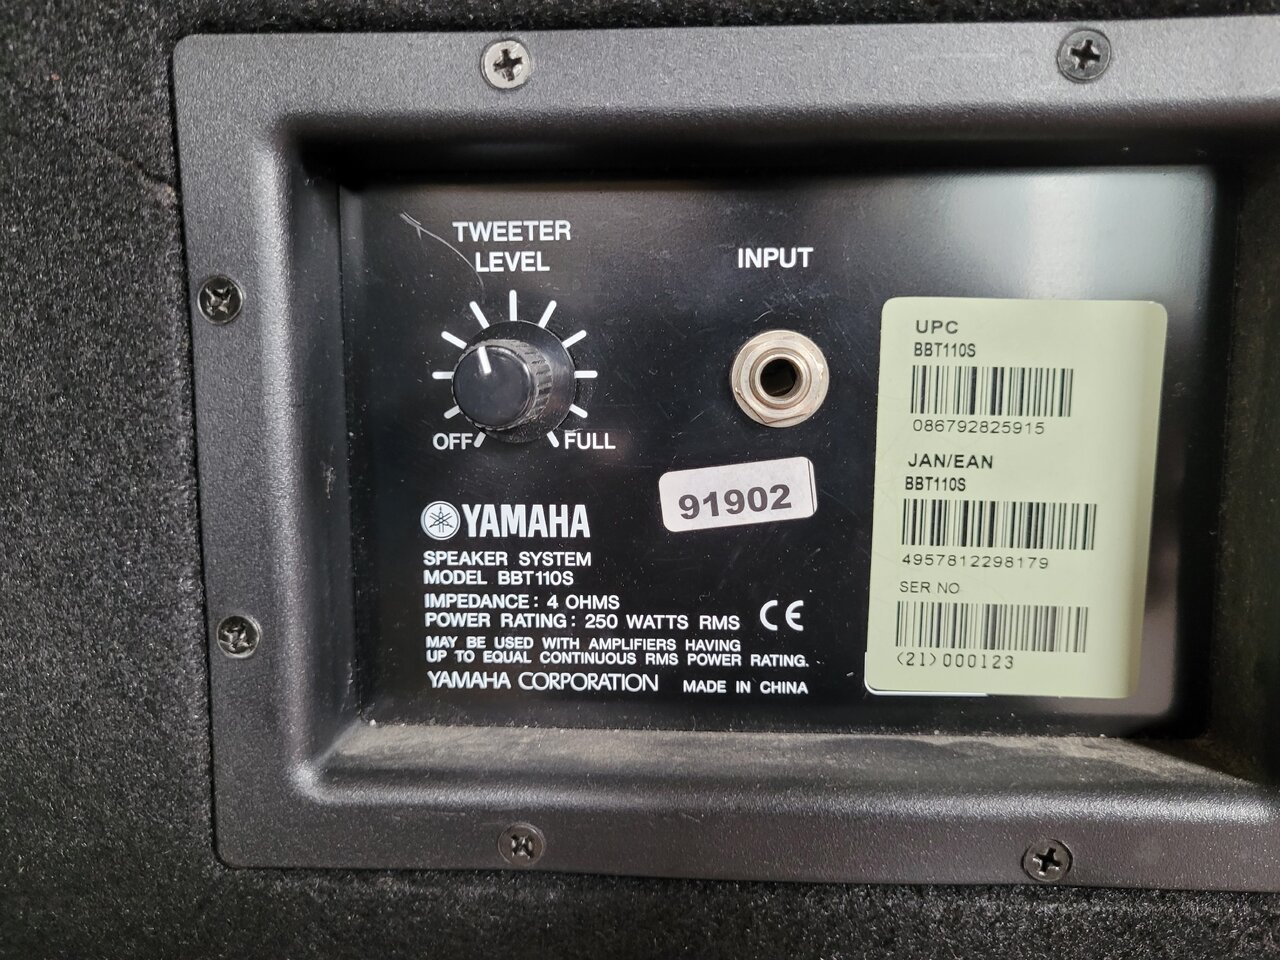 TWEETER
LEVEL
OFF
FULL
INPUT
91902
YAMAHA
SPEAKER SYSTEM
MODEL BBT110S
IMPEDANCE: 4 OHMS
POWER RATING: 250 WATTS RMS
CE
MAY BE USED WITH AMPLIFIERS HAVING
UP TO EQUAL CONTINUOUS RMS POWER RATING.
YAMAHA CORPORATION MADE IN CHINA
UPC
BBT110S
086792825915
JAN/EAN
BBT110S
4957812298179
SER NO
(21)000123